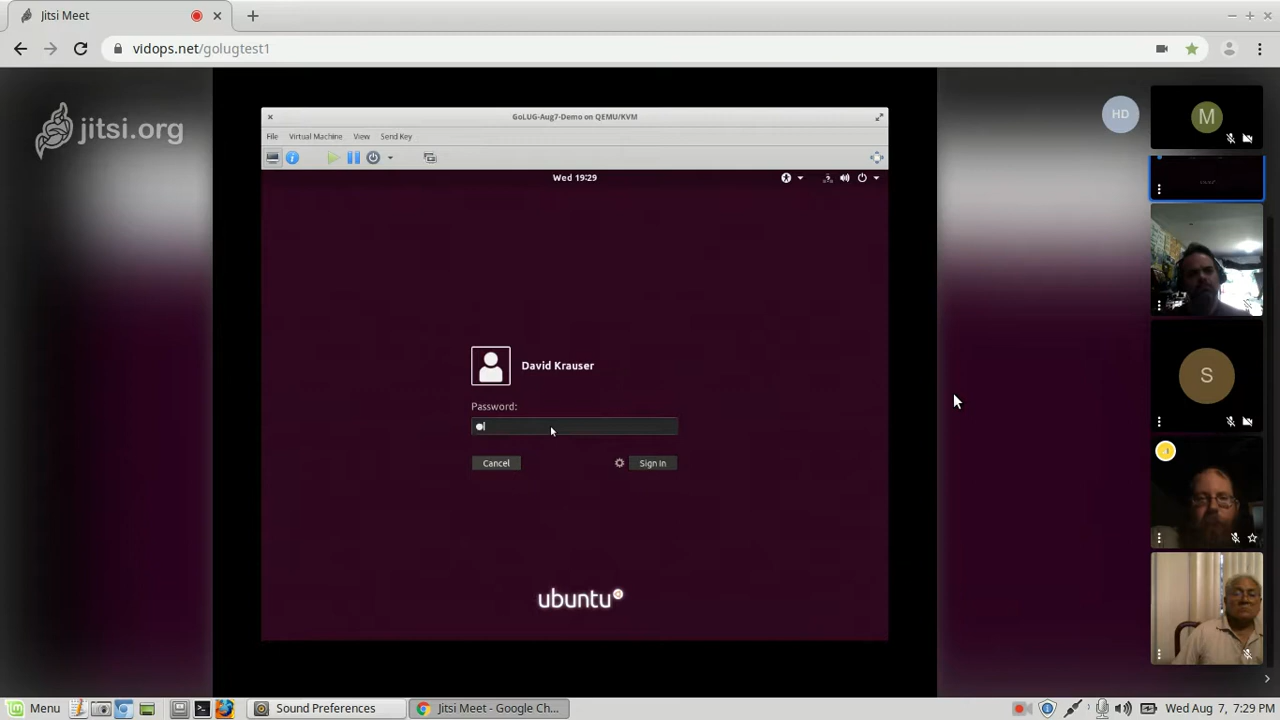 Jitsi Meet
vidops.net/golugtest1
jitsi.org
HD
M
GoLUG-Aug7-Demo on QEMU/KVM
File Virtual Machine View Send Key
Wed 19:29
David Krauser
Password:
Cancel
Sign In
ubuntu
S
Menu
Sound Preferences
Jitsi Meet - Google Ch...
Wed Aug 7, 7:29 PM